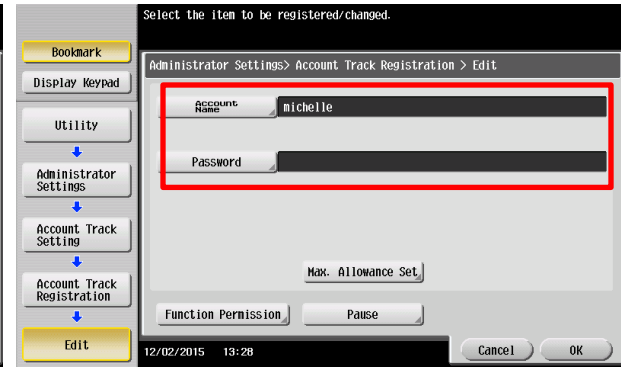 Select the item to be registered/changed.
Bookmark
Display Keypad
Utility
Administrator
Settings
Account Track
Setting
Account Track
Registration
Edit
Administrator Settings> Account Track Registration > Edit
Account
Name
michelle
Password
Max. Allowance Set
Function Permission
Pause
12/02/2015 13:28
Cancel
OK